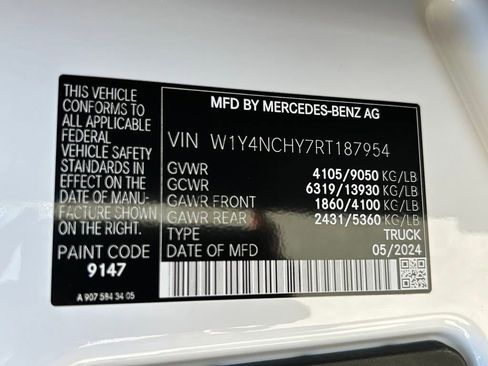 THIS VEHICLE
CONFORMS TO
ALL APPLICABLE
FEDERAL
VEHICLE SAFETY
STANDARDS IN
EFFECT ON THE
DATE OF MANU-
FACTURE SHOWN
ON THE RIGHT.
PAINT CODE
9147
A 907 584 34 05
MFD BY MERCEDES-BENZ AG
VIN W1Y4NCHY7RT187954
GVWR 4105/9050 KG/LB
GCWR 6319/13930 KG/LB
GAWR FRONT 1860/4100 KG/LB
GAWR REAR 2431/5360 KG/LB
TYPE TRUCK
DATE OF MFD 05/2024